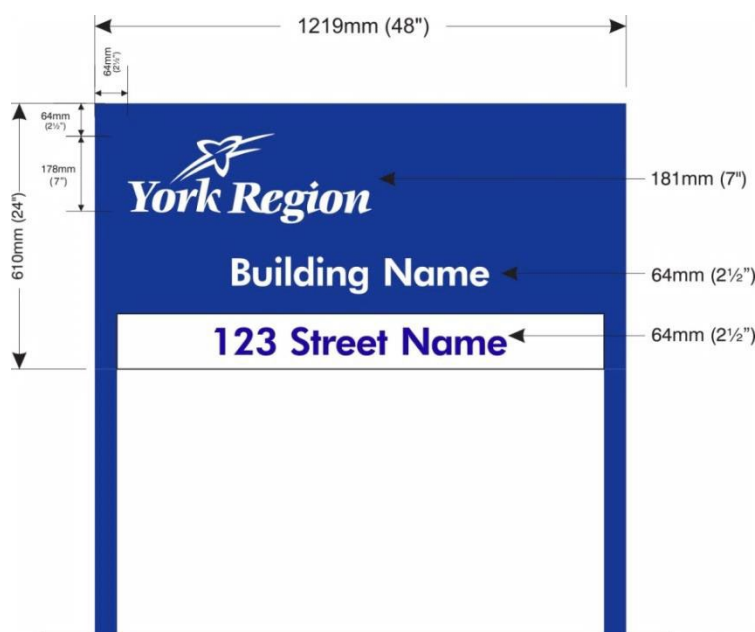 1219mm (48")
64mm
(2½")
64mm
(2½")
178mm
(7")
610mm (24")
York Region
181mm (7")
Building Name
64mm (2½")
123 Street Name
64mm (2½")